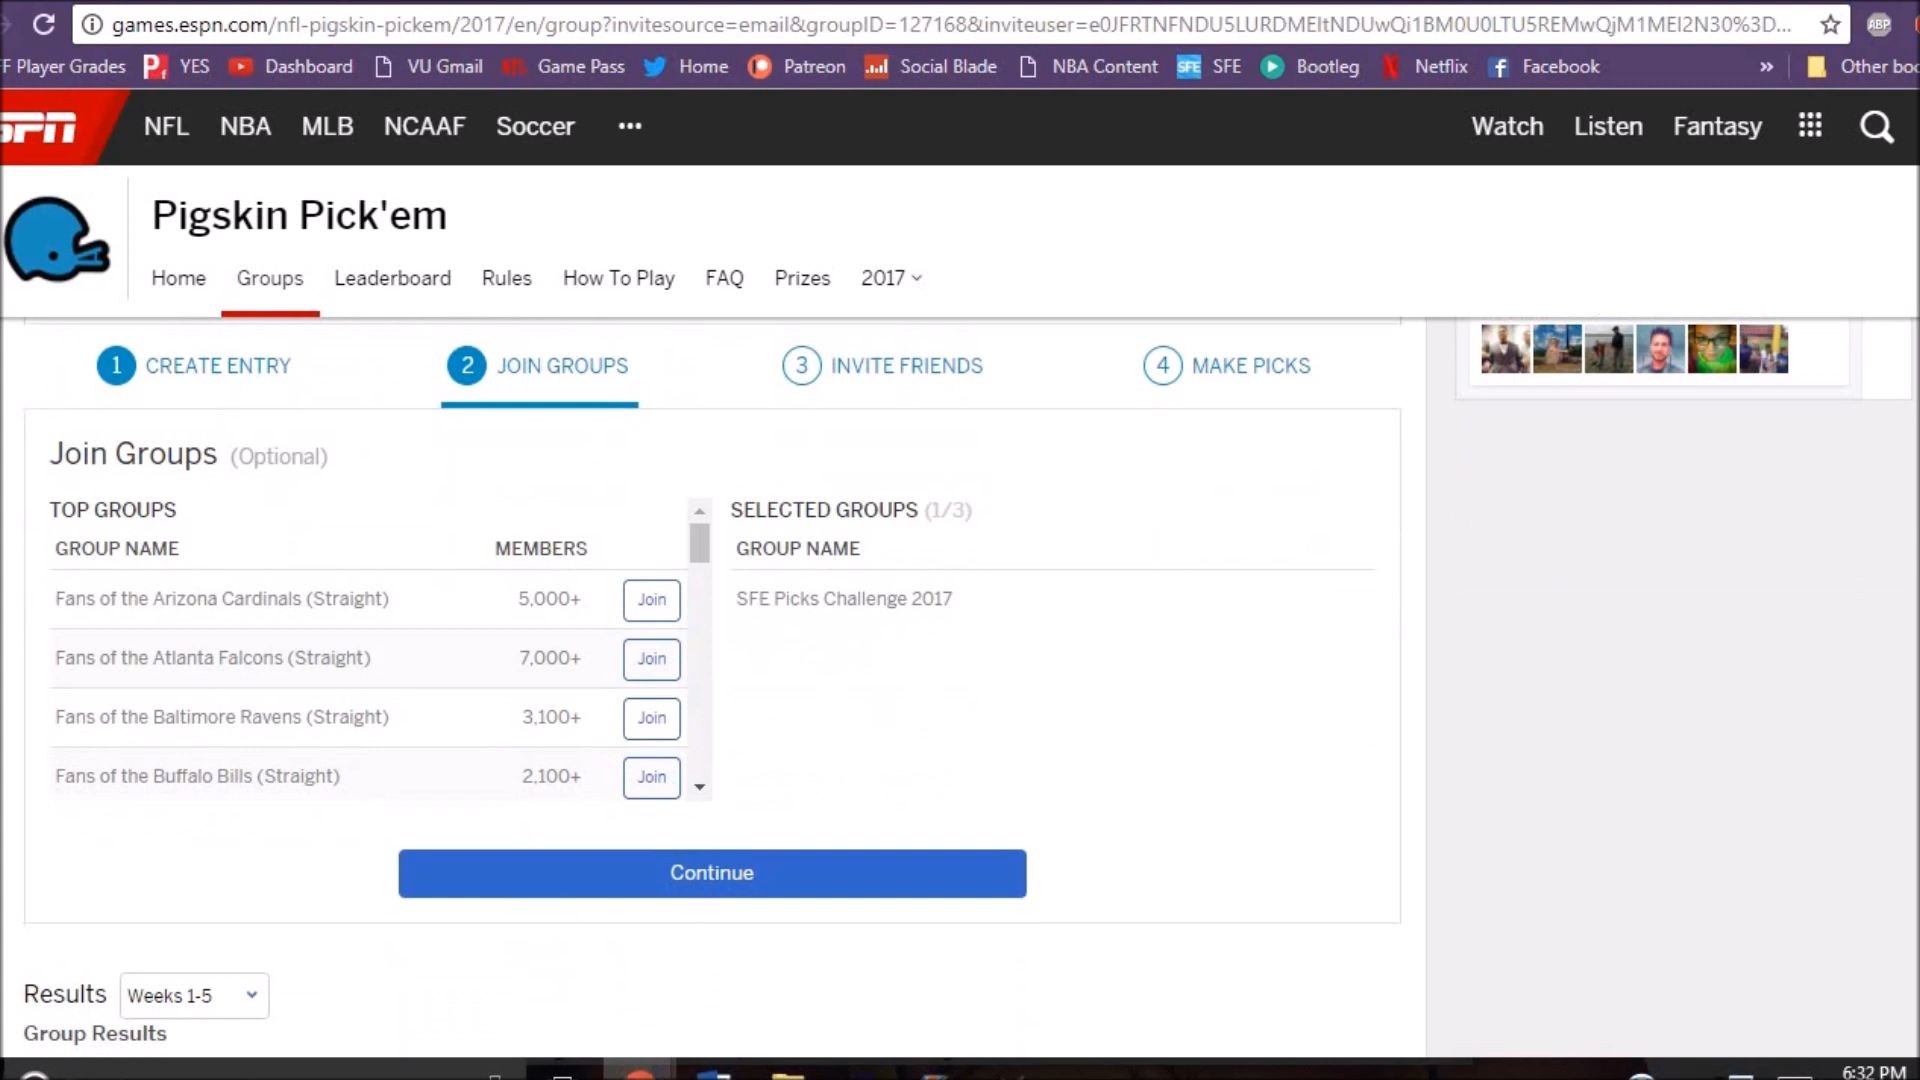 games.espn.com/nfl-pigskin-pickem/2017/en/group?invitesource=email&groupID=127168&inviteuser=
ABP
F Player Grades YES Dashboard VU Gmail Game Pass Home Patreon Social Blade NBA Content SFE SFE Bootleg Netflix Facebook » Other boo
NFL NBA MLB NCAAF Soccer ••• Watch Listen Fantasy
Pigskin Pick'em
Home Groups Leaderboard Rules How To Play FAQ Prizes 2017
1 CREATE ENTRY 2 JOIN GROUPS 3 INVITE FRIENDS 4 MAKE PICKS
Join Groups (Optional)
TOP GROUPS SELECTED GROUPS (1/3)
GROUP NAME MEMBERS GROUP NAME
Fans of the Arizona Cardinals (Straight) 5,000+ Join SFE Picks Challenge 2017
Fans of the Atlanta Falcons (Straight) 7,000+ Join
Fans of the Baltimore Ravens (Straight) 3,100+ Join
Fans of the Buffalo Bills (Straight) 2,100+ Join
Continue
Results Weeks 1-5
Group Results
6:32 PM